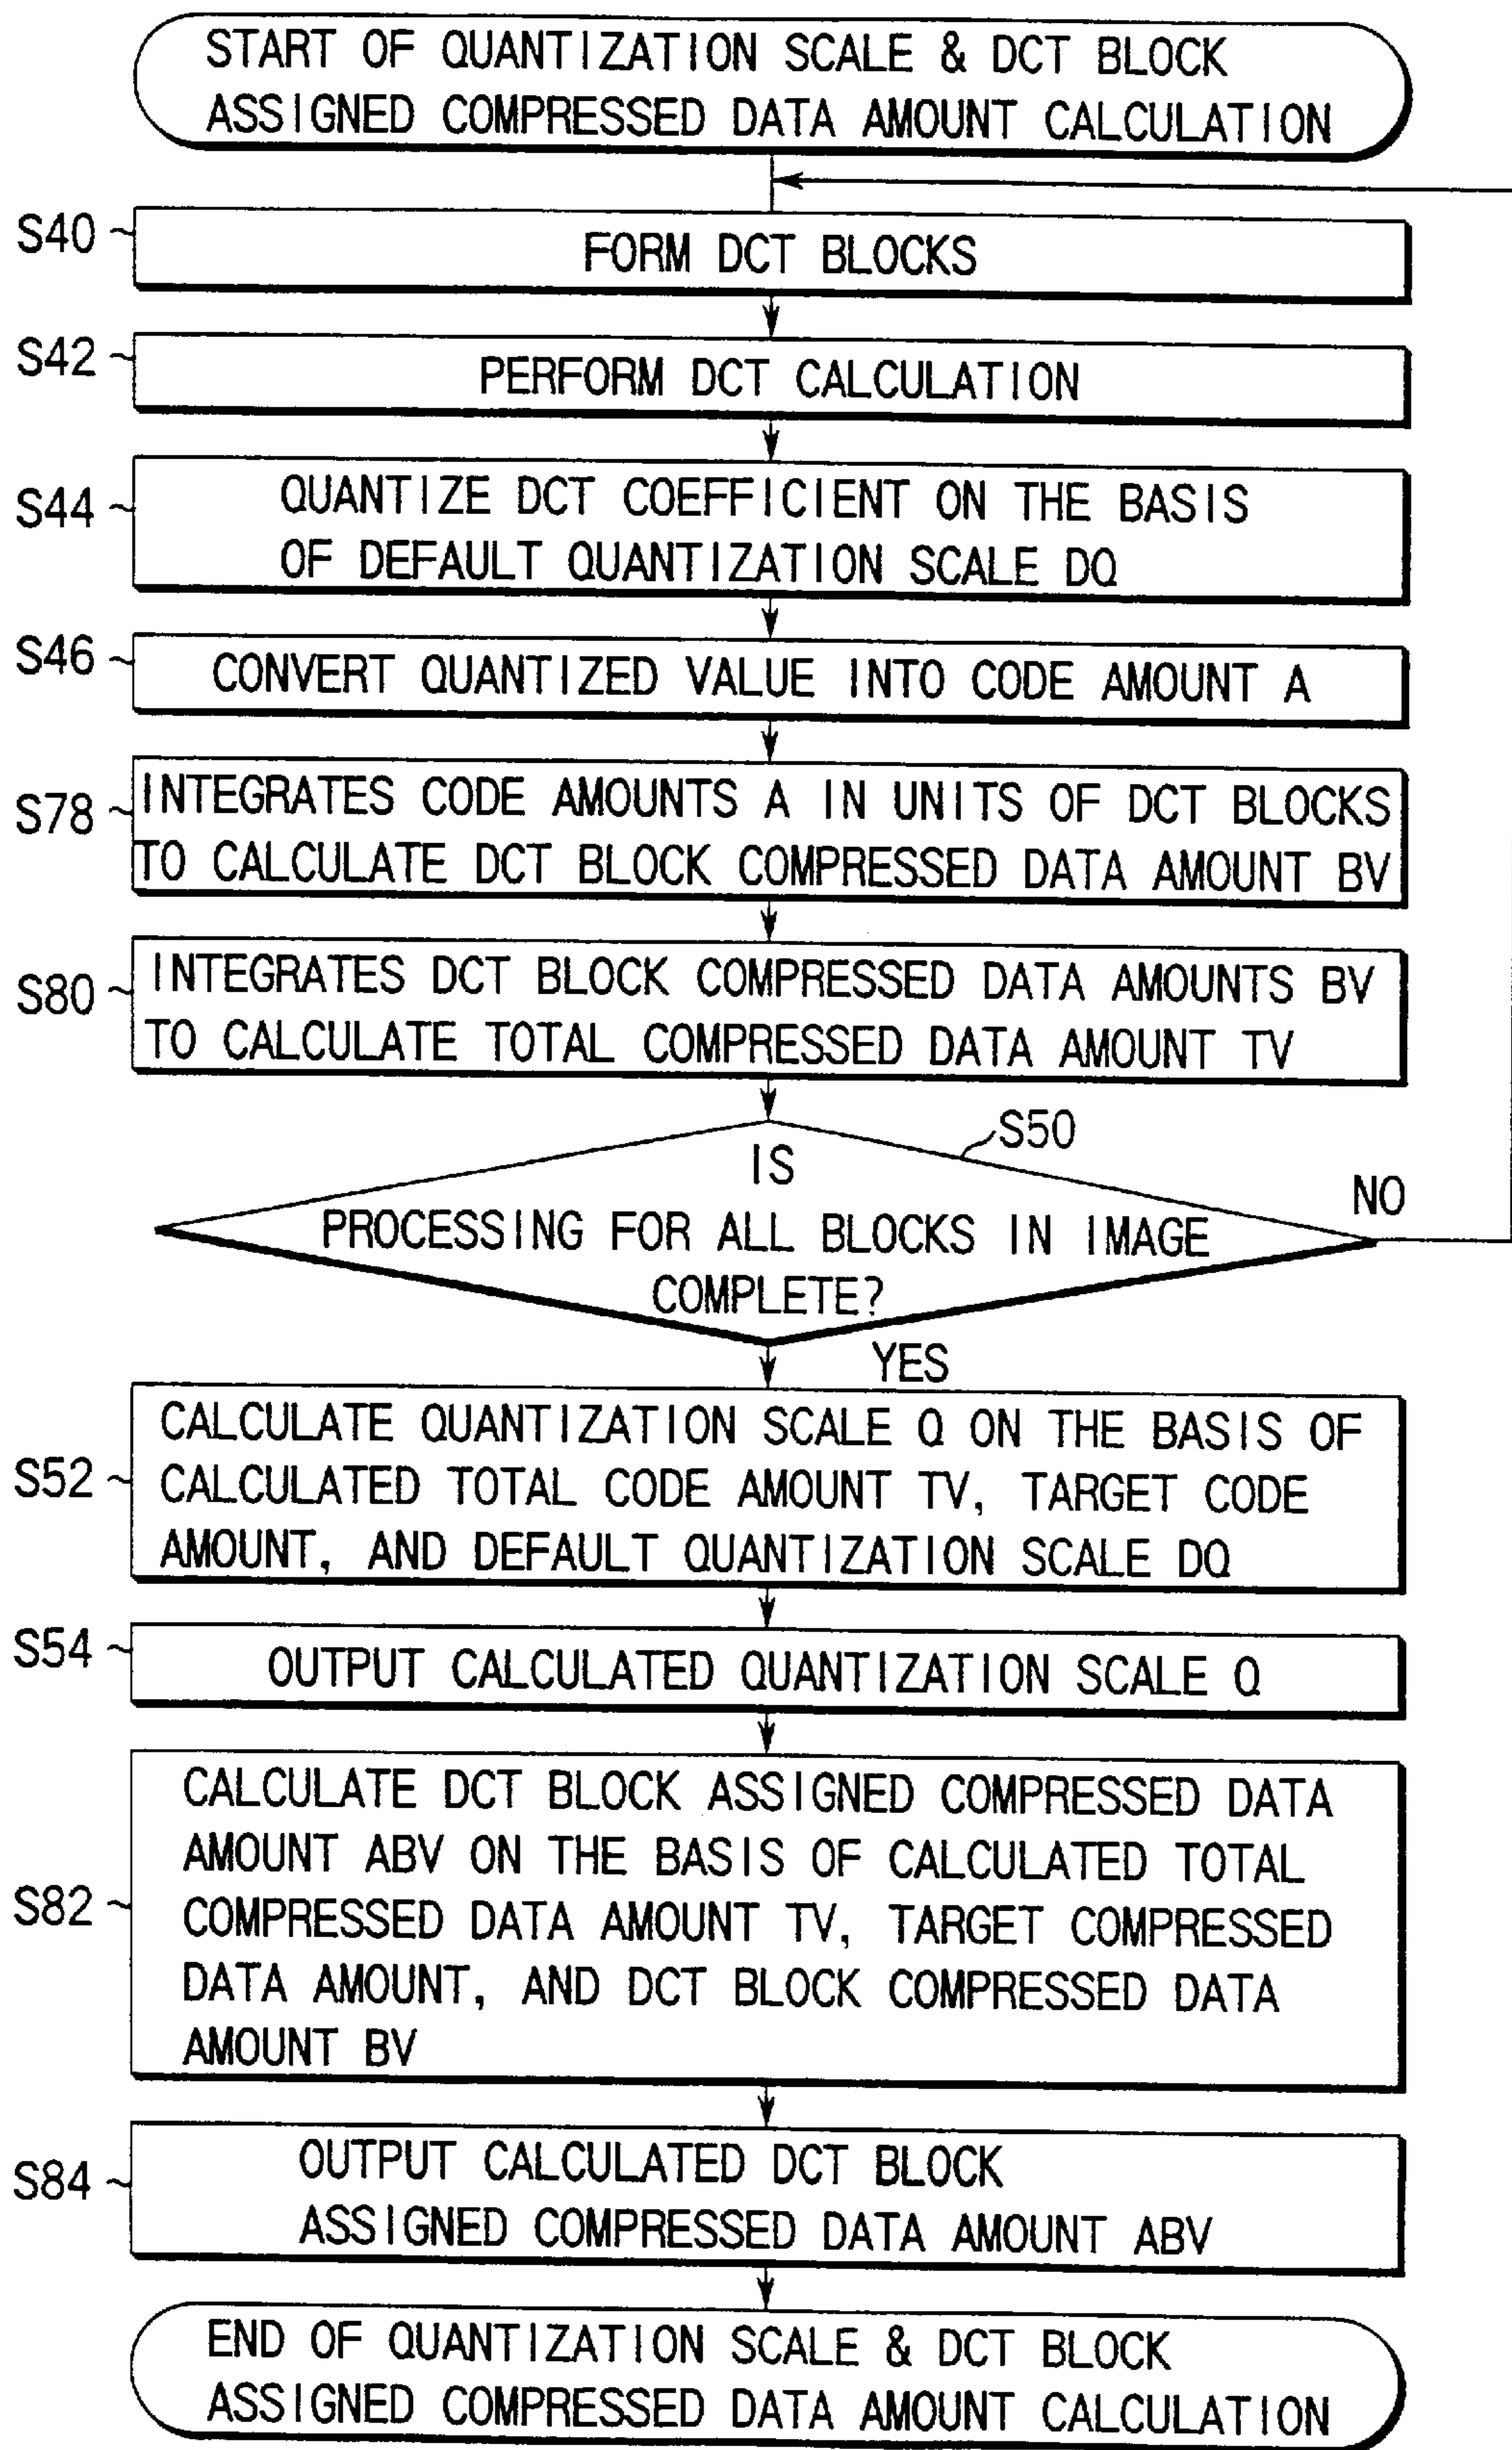 START OF QUANTIZATION SCALE & DCT BLOCK
ASSIGNED COMPRESSED DATA AMOUNT CALCULATION
S40
FORM DCT BLOCKS
S42
PERFORM DCT CALCULATION
S44
QUANTIZE DCT COEFFICIENT ON THE BASIS
OF DEFAULT QUANTIZATION SCALE DQ
S46
CONVERT QUANTIZED VALUE INTO CODE AMOUNT A
S78
INTEGRATES CODE AMOUNTS A IN UNITS OF DCT BLOCKS
TO CALCULATE DCT BLOCK COMPRESSED DATA AMOUNT BV
S80
INTEGRATES DCT BLOCK COMPRESSED DATA AMOUNTS BV
TO CALCULATE TOTAL COMPRESSED DATA AMOUNT TV
S50
IS
PROCESSING FOR ALL BLOCKS IN IMAGE
COMPLETE?
NO
YES
S52
CALCULATE QUANTIZATION SCALE Q ON THE BASIS OF
CALCULATED TOTAL CODE AMOUNT TV, TARGET CODE
AMOUNT, AND DEFAULT QUANTIZATION SCALE DQ
S54
OUTPUT CALCULATED QUANTIZATION SCALE Q
S82
CALCULATE DCT BLOCK ASSIGNED COMPRESSED DATA
AMOUNT ABV ON THE BASIS OF CALCULATED TOTAL
COMPRESSED DATA AMOUNT TV, TARGET COMPRESSED
DATA AMOUNT, AND DCT BLOCK COMPRESSED DATA
AMOUNT BV
S84
OUTPUT CALCULATED DCT BLOCK
ASSIGNED COMPRESSED DATA AMOUNT ABV
END OF QUANTIZATION SCALE & DCT BLOCK
ASSIGNED COMPRESSED DATA AMOUNT CALCULATION